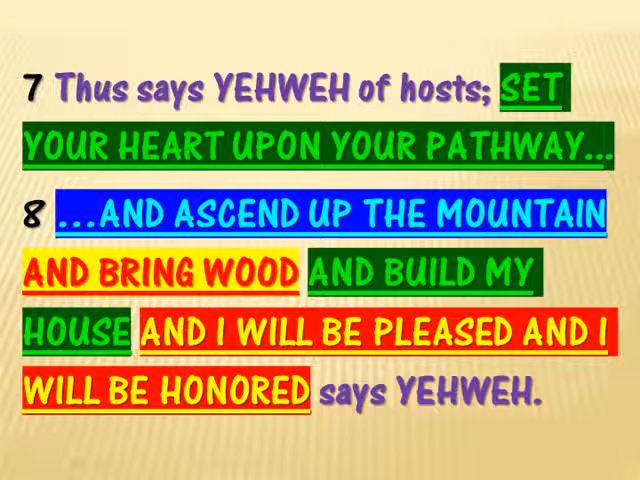 7 Thus says YEHWEH of hosts; SET
YOUR HEART UPON YOUR PATHWAY...
8 ...AND ASCEND UP THE MOUNTAIN
AND BRING WOOD AND BUILD MY
HOUSE AND I WILL BE PLEASED AND I
WILL BE HONORED says YEHWEH.